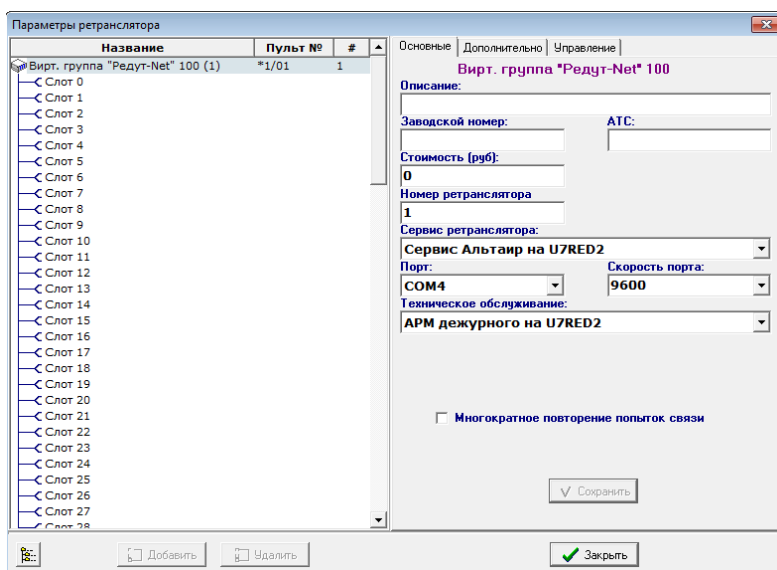 Параметры ретранслятора
Название Пульт № #
Вирт. группа "Редут-Net" 100 (1) *1/01 1
Слот 0
Слот 1
Слот 2
Слот 3
Слот 4
Слот 5
Слот 6
Слот 7
Слот 8
Слот 9
Слот 10
Слот 11
Слот 12
Слот 13
Слот 14
Слот 15
Слот 16
Слот 17
Слот 18
Слот 19
Слот 20
Слот 21
Слот 22
Слот 23
Слот 24
Слот 25
Слот 26
Слот 27
Слот 28
Основные Дополнительно Управление
Вирт. группа "Редут-Net" 100
Описание:
Заводской номер: АТС:
Стоимость (руб):
0
Номер ретранслятора
1
Сервис ретранслятора:
Сервис Альтаир на U7RED2
Порт: Скорость порта:
COM4 9600
Техническое обслуживание:
АРМ дежурного на U7RED2
Многократное повторение попыток связи
Сохранить
Добавить Удалить Закрыть